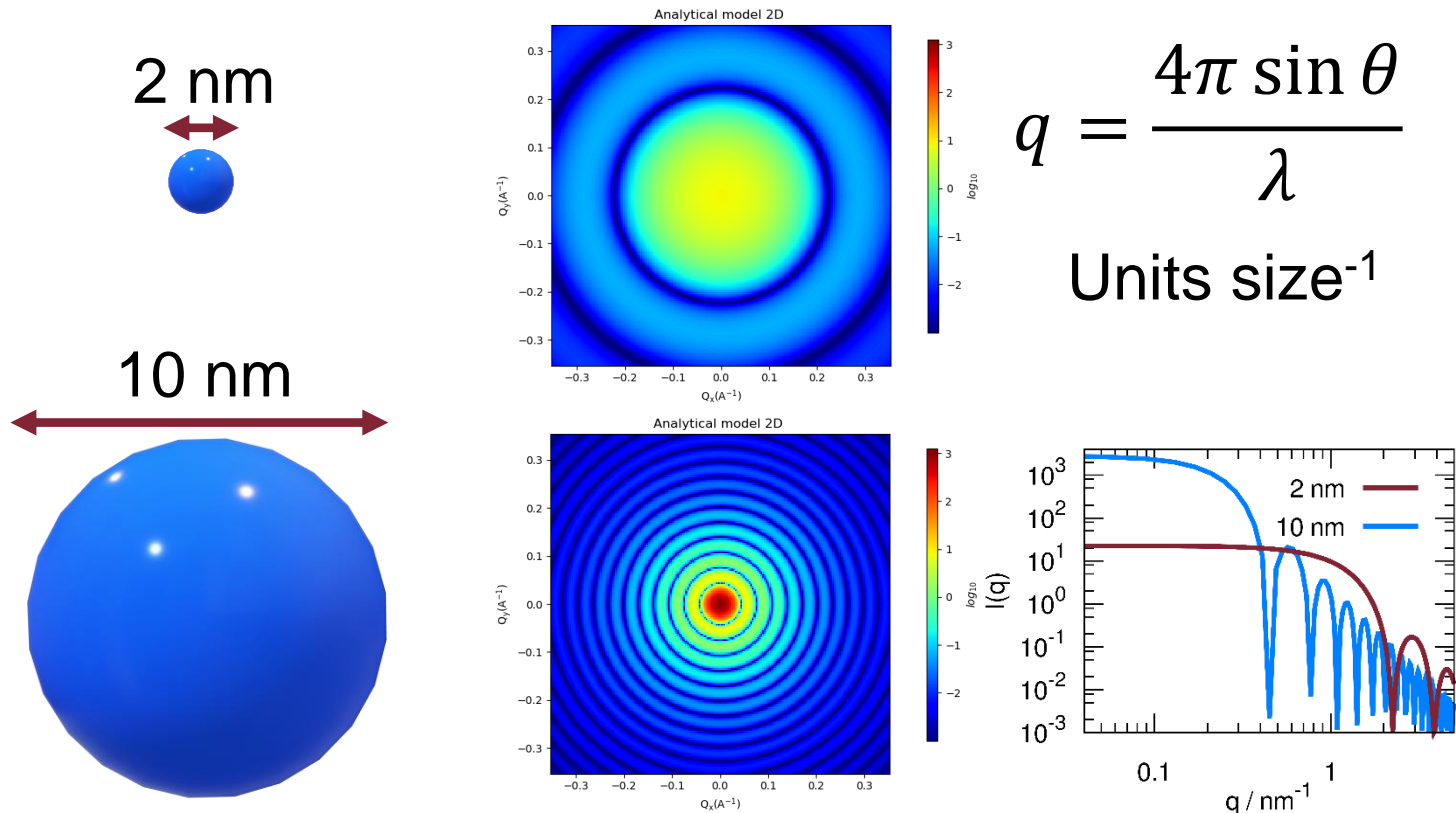 2 nm
10 nm
Analytical model 2D
0.3
0.2
0.1
0.0
−0.1
−0.2
−0.3
Qy(A⁻¹)
−0.3 −0.2 −0.1 0.0 0.1 0.2 0.3
Qx(A⁻¹)
3
2
1
0
−1
−2
log₁₀
Analytical model 2D
0.3
0.2
0.1
0.0
−0.1
−0.2
−0.3
Qy(A⁻¹)
−0.3 −0.2 −0.1 0.0 0.1 0.2 0.3
Qx(A⁻¹)
3
2
1
0
−1
−2
log₁₀
q = 4π sin θ / λ
Units size⁻¹
10³
10²
10¹
10⁰
10⁻¹
10⁻²
10⁻³
I(q)
2 nm
10 nm
0.1 1
q / nm⁻¹